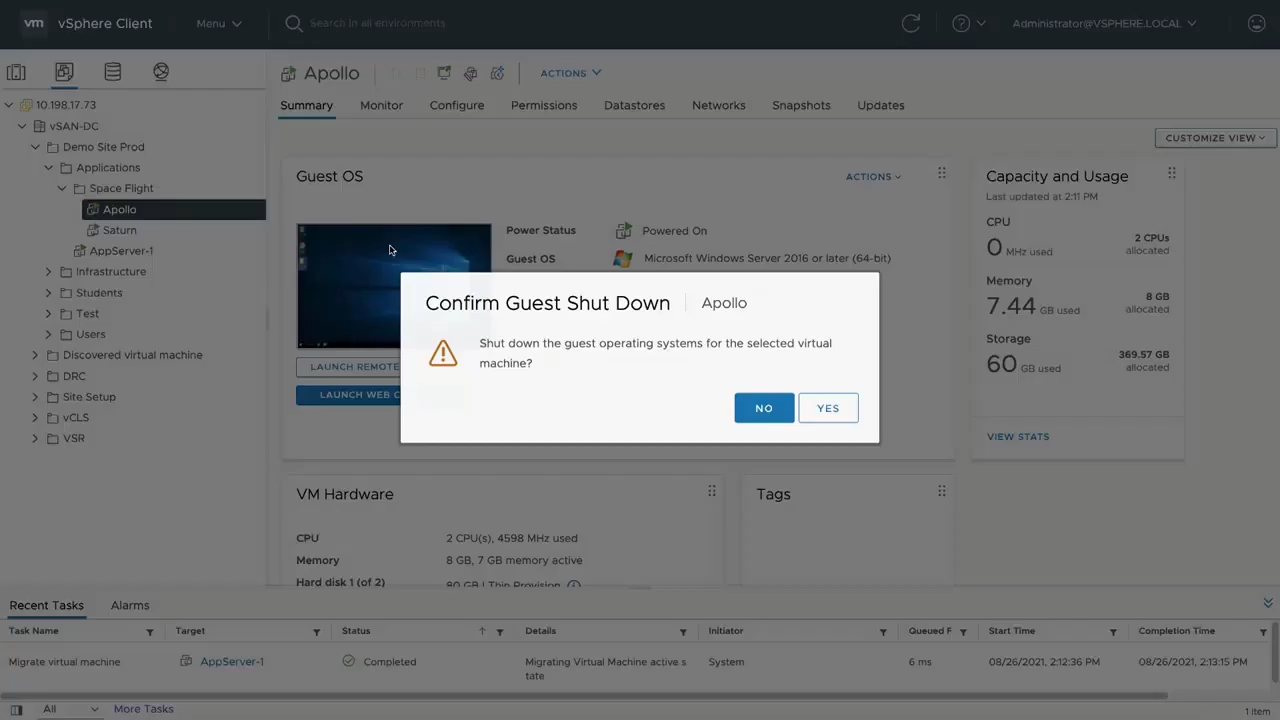 vm vSphere Client Menu Search in all environments Administrator@VSPHERE.LOCAL
Apollo ACTIONS
Summary Monitor Configure Permissions Datastores Networks Snapshots Updates
CUSTOMIZE VIEW
10.198.17.73
vSAN-DC
Demo Site Prod
Applications
Space Flight
Apollo
Saturn
AppServer-1
Infrastructure
Students
Test
Users
Discovered virtual machine
DRC
Site Setup
vCLS
VSR
Guest OS ACTIONS
Power Status Powered On
Guest OS Microsoft Windows Server 2016 or later (64-bit)
LAUNCH REMOTE
LAUNCH WEB C
Confirm Guest Shut Down Apollo
Shut down the guest operating systems for the selected virtual
machine?
NO YES
Capacity and Usage
Last updated at 2:11 PM
CPU
0 MHz used 2 CPUs
allocated
Memory
7.44 GB used 8 GB
allocated
Storage
60 GB used 369.57 GB
allocated
VIEW STATS
VM Hardware
CPU 2 CPU(s), 4598 MHz used
Memory 8 GB, 7 GB memory active
Hard disk 1 (of 2) 80 GB | Thin Provision
Tags
Recent Tasks Alarms
Task Name Target Status Details Initiator Queued F Start Time Completion Time
Migrate virtual machine AppServer-1 Completed Migrating Virtual Machine active s System 6 ms 08/26/2021, 2:12:36 PM 08/26/2021, 2:13:15 PM
tate
All More Tasks 1 item